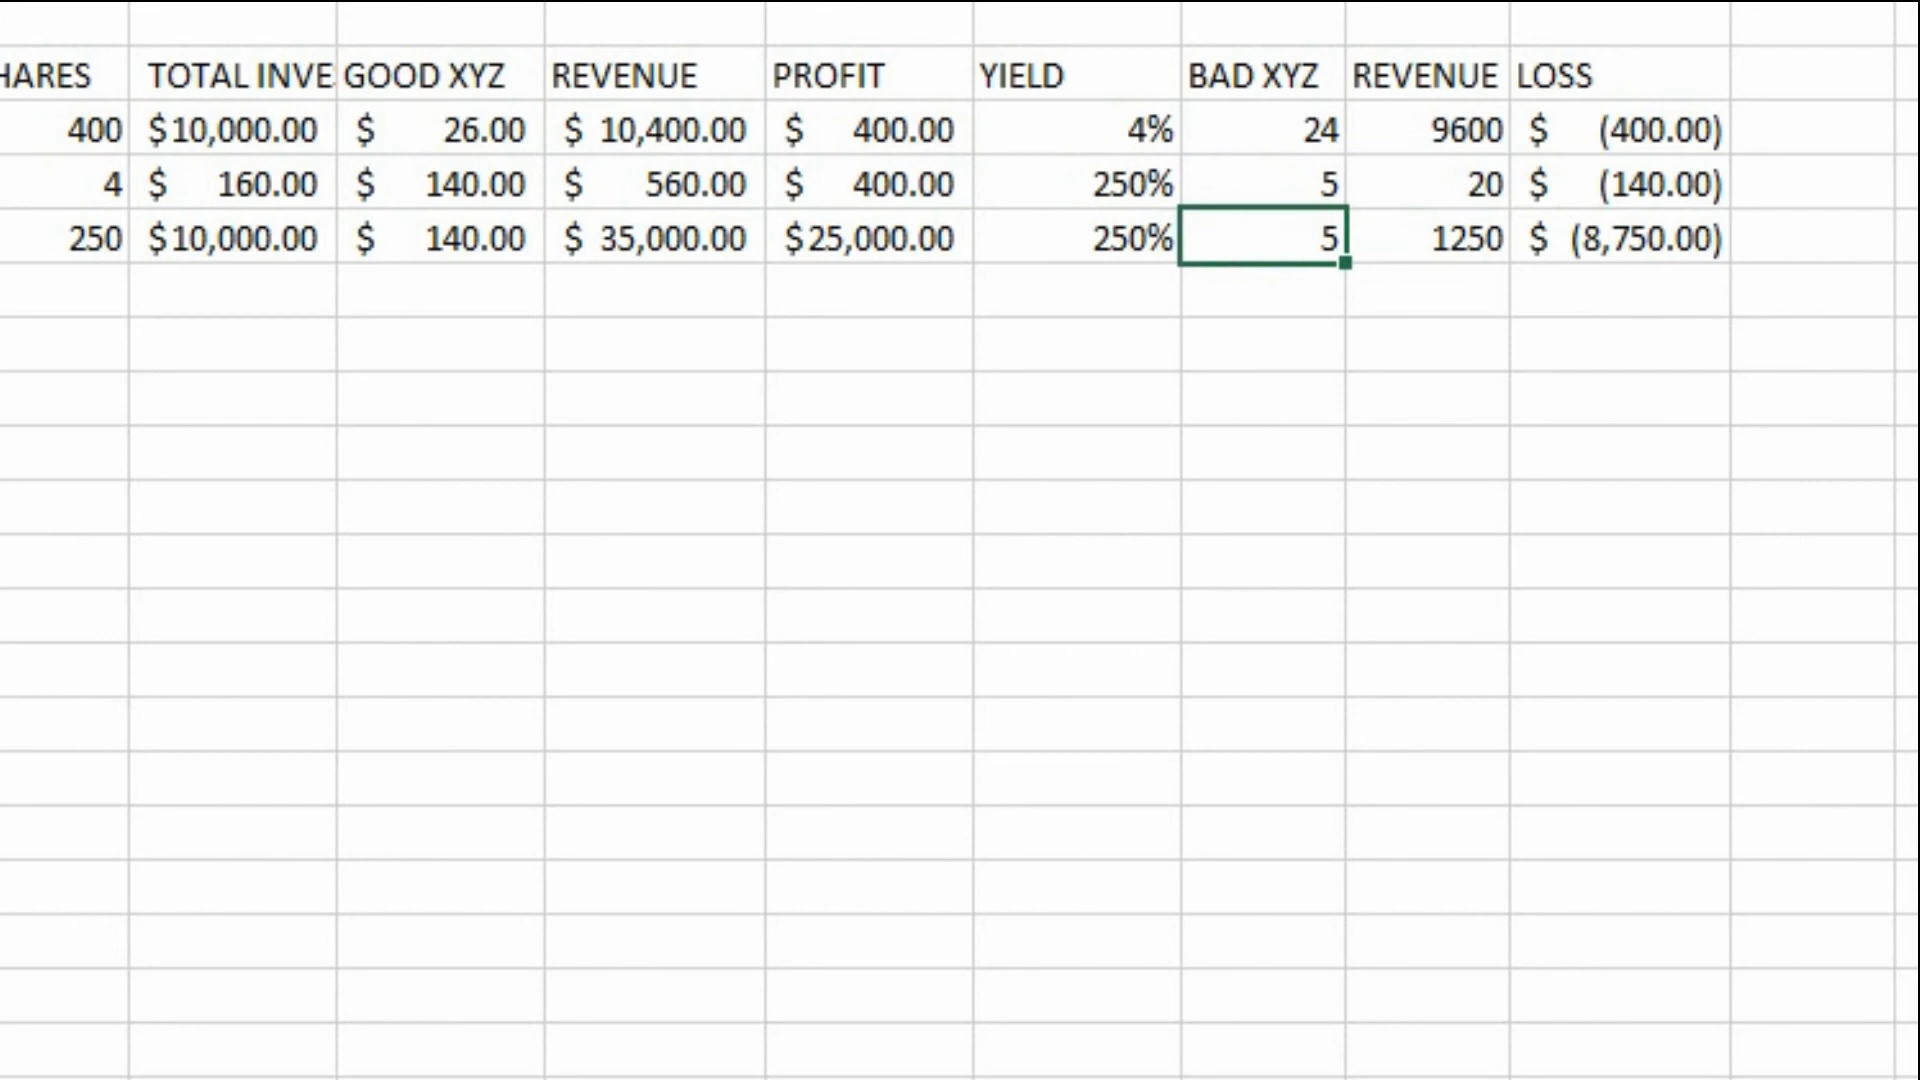 HARES TOTAL INVE GOOD XYZ REVENUE PROFIT YIELD BAD XYZ REVENUE LOSS
400 $10,000.00 $ 26.00 $ 10,400.00 $ 400.00 4% 24 9600 $ (400.00)
4 $ 160.00 $ 140.00 $ 560.00 $ 400.00 250% 5 20 $ (140.00)
250 $10,000.00 $ 140.00 $ 35,000.00 $25,000.00 250% 5 1250 $ (8,750.00)